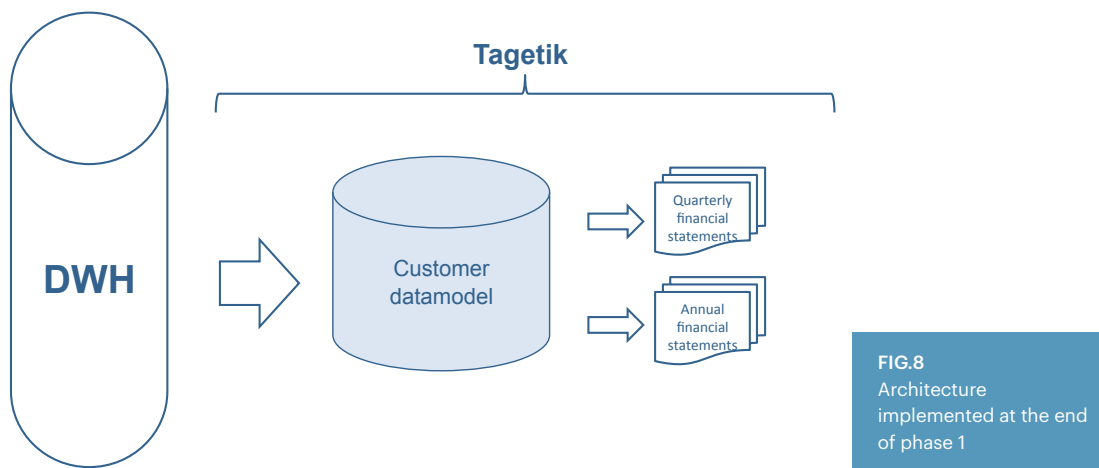 Tagetik
DWH
Customer
datamodel
Quarterly
financial
statements
Annual
financial
statements
FIG.8
Architecture
implemented at the end
of phase 1